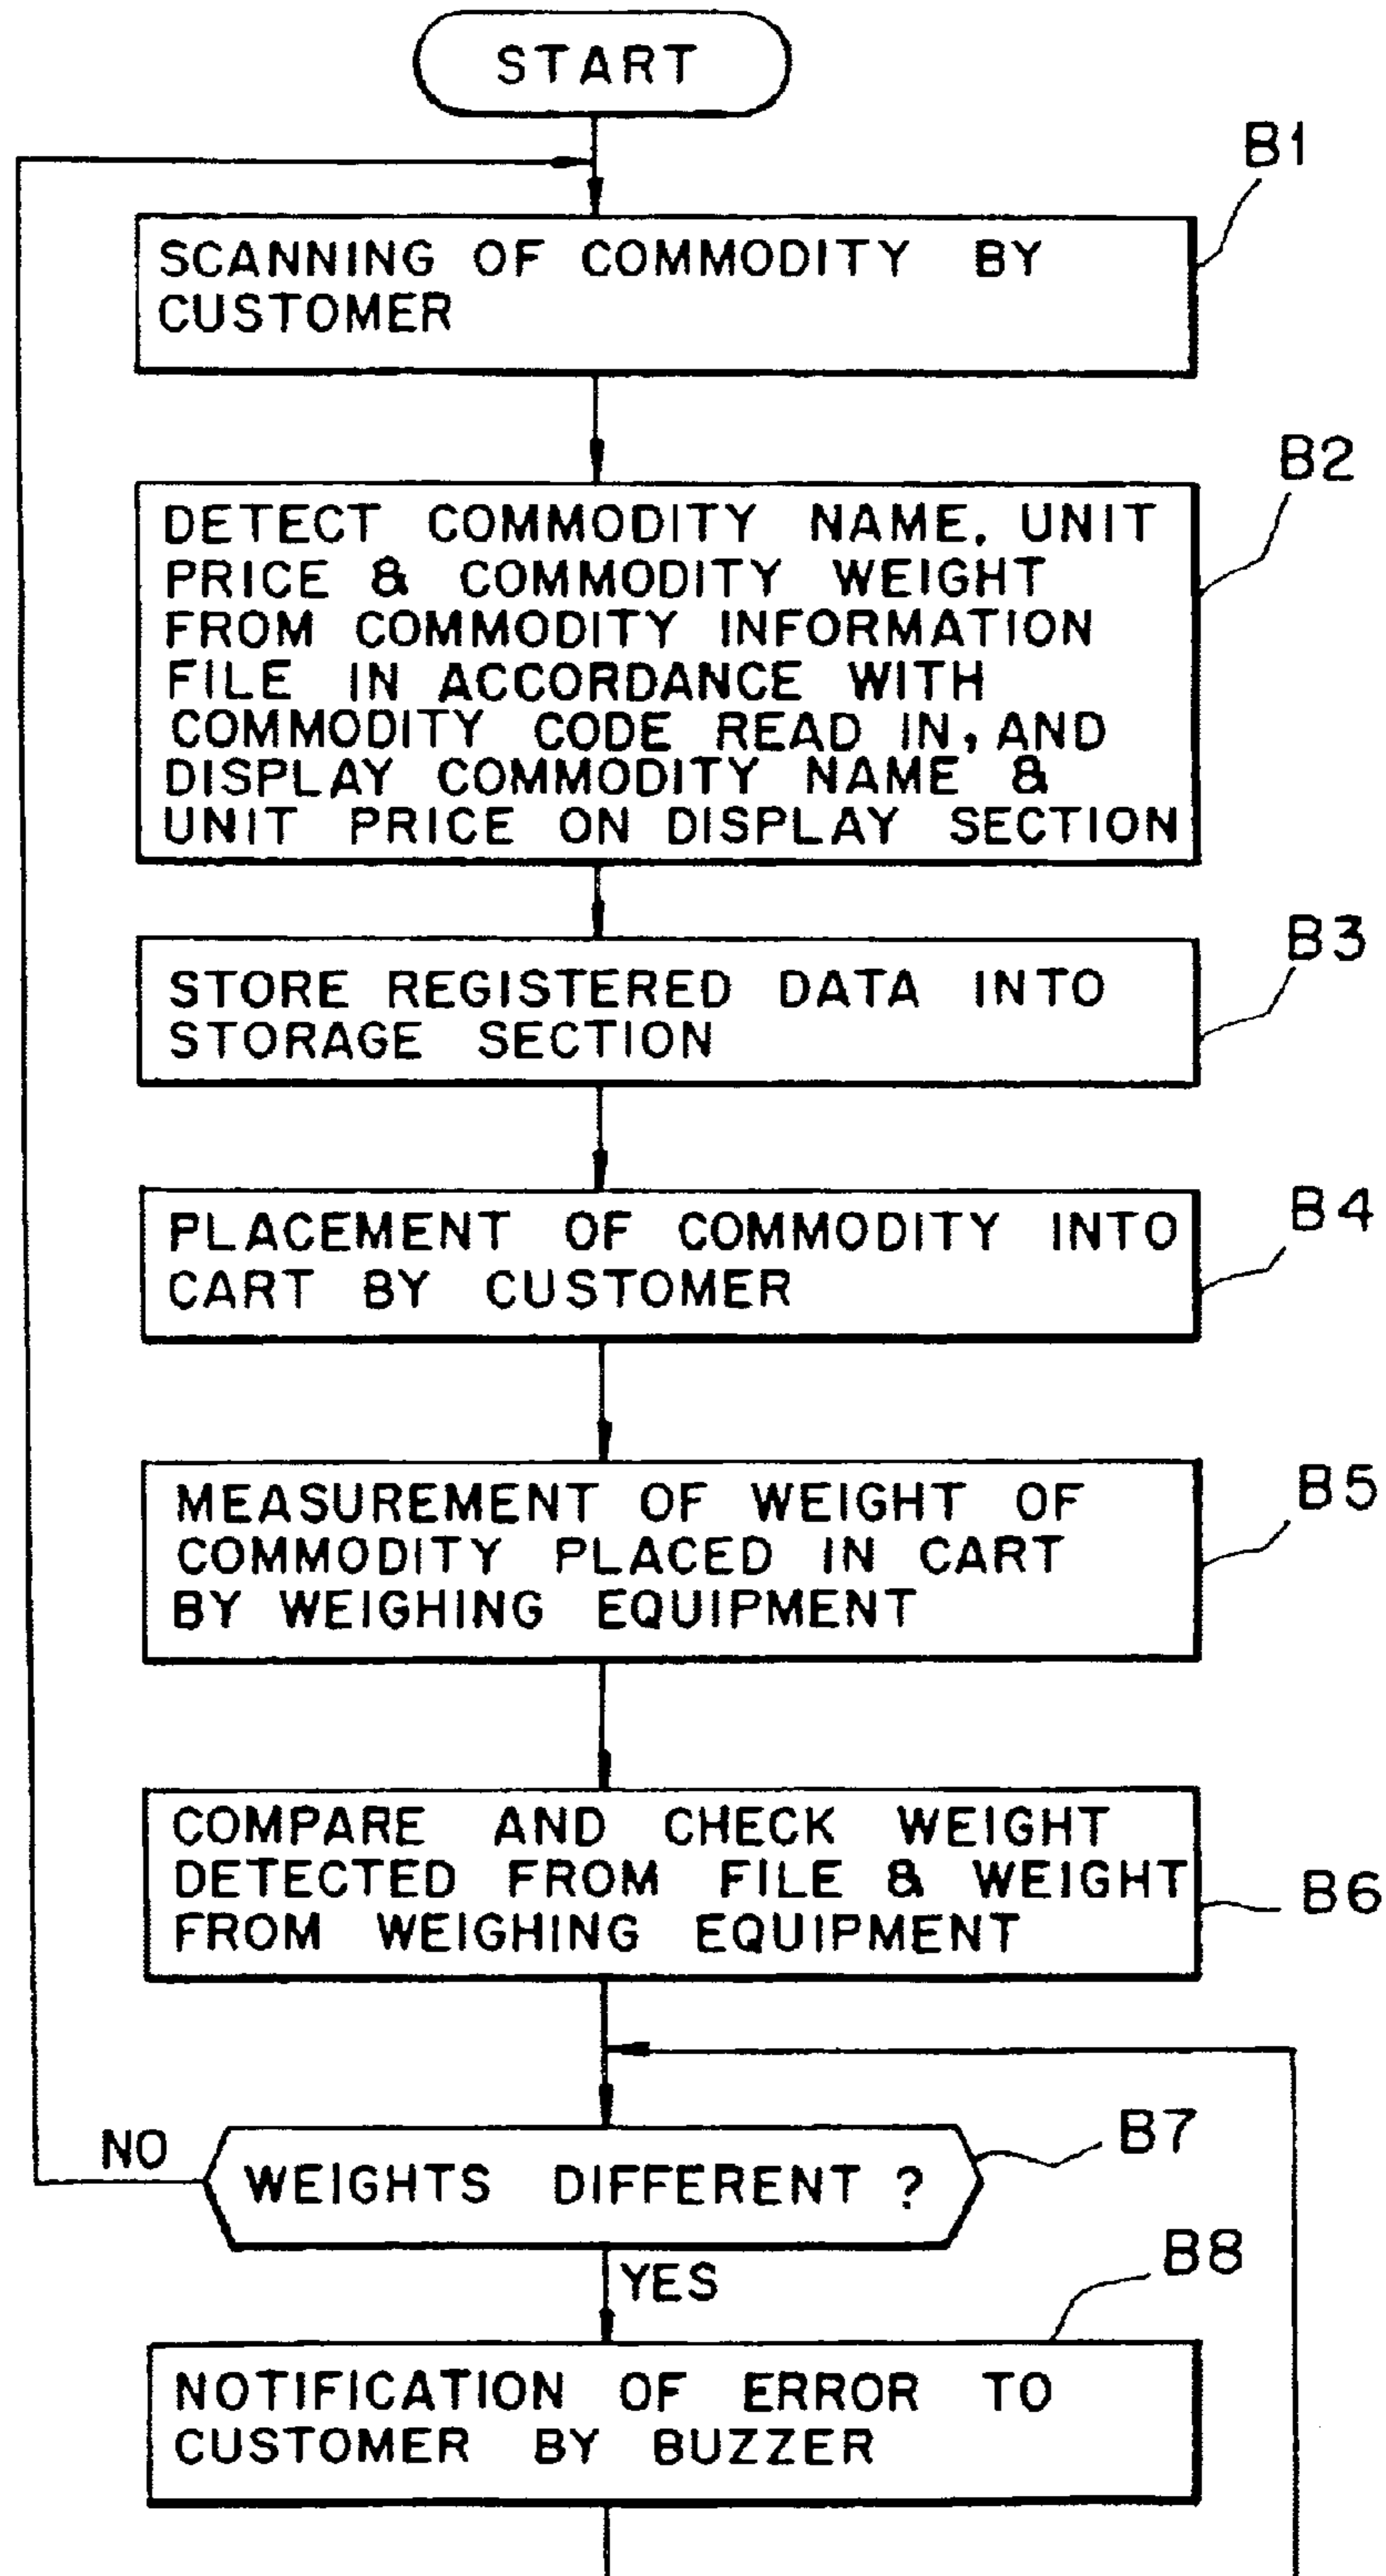 START
B1
SCANNING OF COMMODITY BY
CUSTOMER
B2
DETECT COMMODITY NAME. UNIT
PRICE & COMMODITY WEIGHT
FROM COMMODITY INFORMATION
FILE IN ACCORDANCE WITH
COMMODITY CODE READ IN, AND
DISPLAY COMMODITY NAME &
UNIT PRICE ON DISPLAY SECTION
B3
STORE REGISTERED DATA INTO
STORAGE SECTION
B4
PLACEMENT OF COMMODITY INTO
CART BY CUSTOMER
B5
MEASUREMENT OF WEIGHT OF
COMMODITY PLACED IN CART
BY WEIGHING EQUIPMENT
COMPARE AND CHECK WEIGHT
DETECTED FROM FILE & WEIGHT
FROM WEIGHING EQUIPMENT
B6
B7
NO
WEIGHTS DIFFERENT ?
B8
YES
NOTIFICATION OF ERROR TO
CUSTOMER BY BUZZER